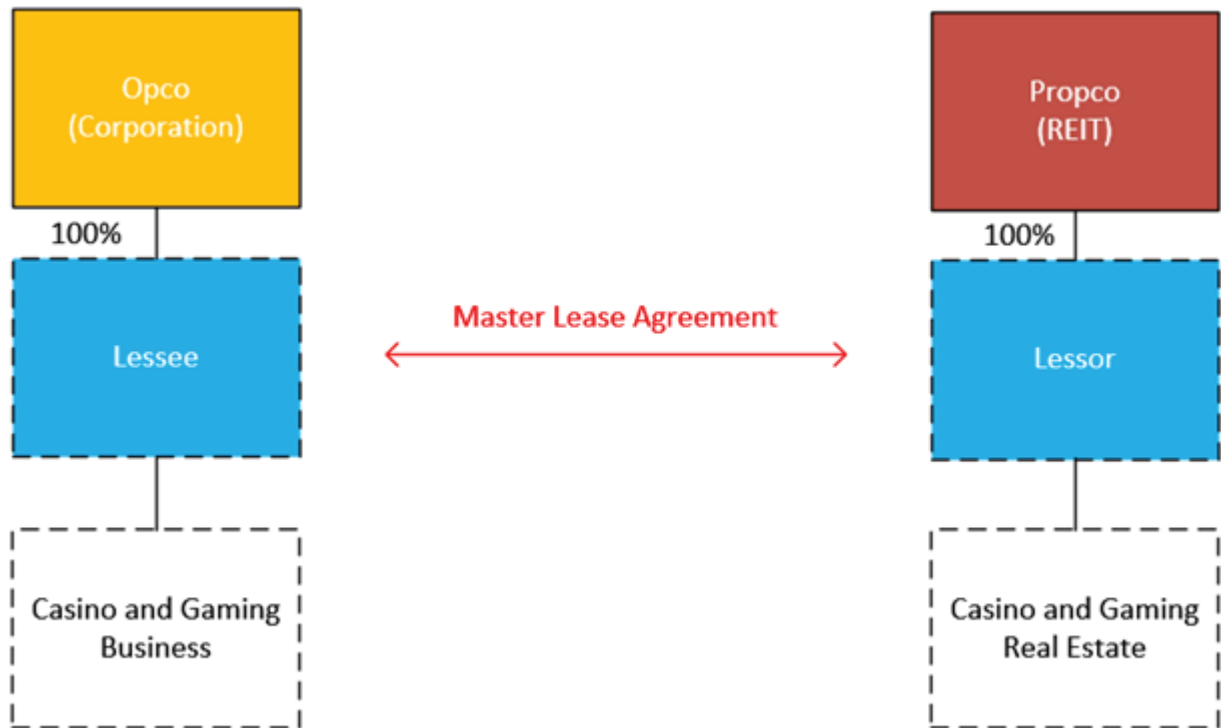 Opco
(Corporation)
Propco
(REIT)
100%
100%
Master Lease Agreement
Lessee
Lessor
Casino and Gaming
Business
Casino and Gaming
Real Estate